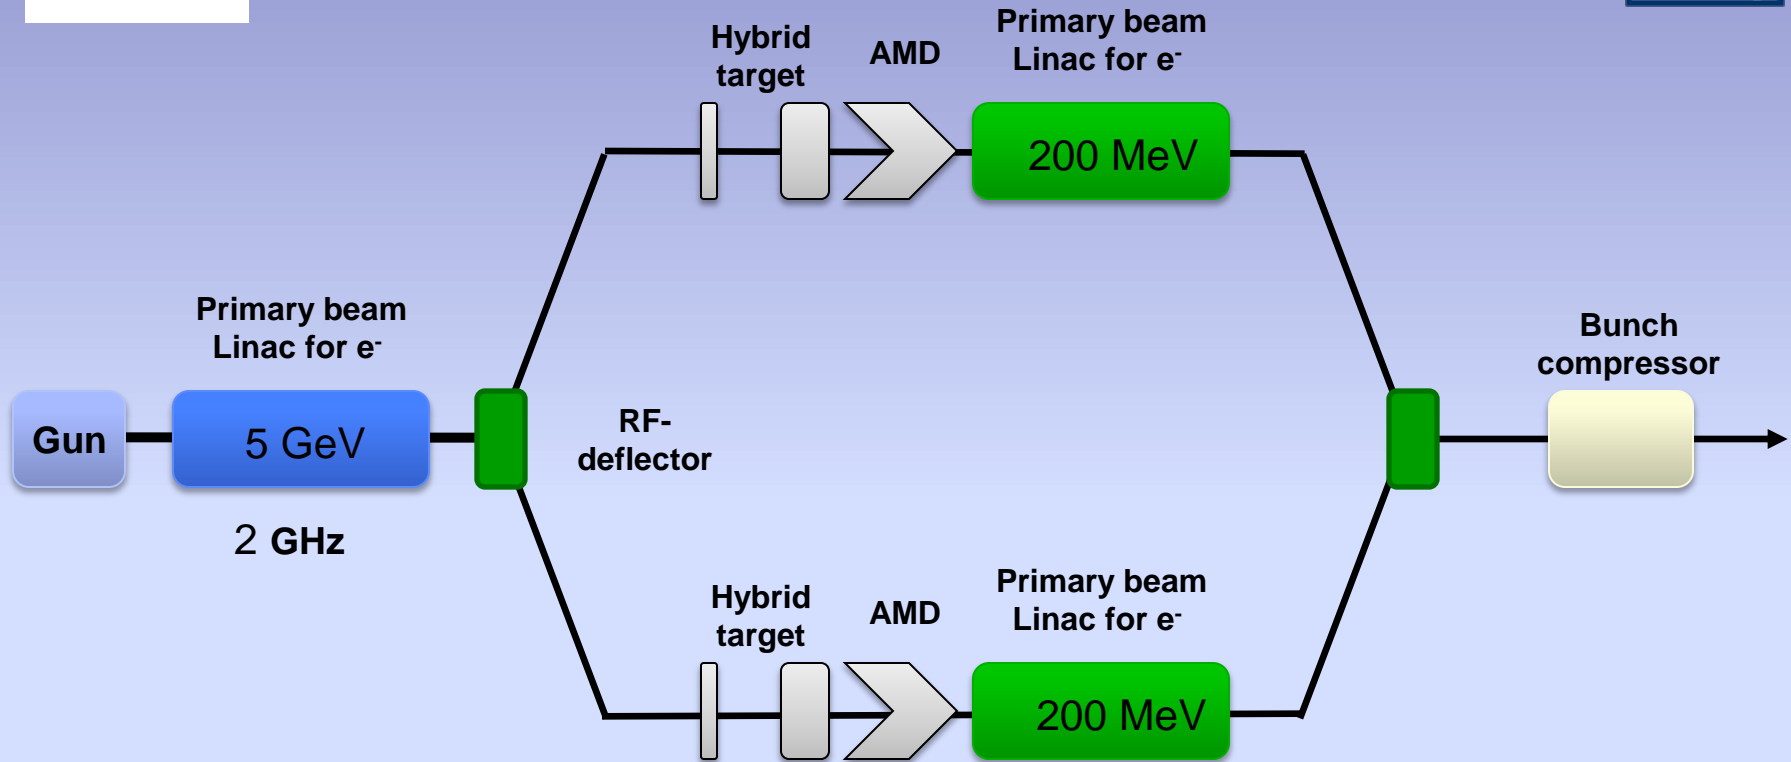 Hybrid
target
AMD
Primary beam
Linac for e-
200 MeV
Primary beam
Linac for e-
Gun
5 GeV
2 GHz
RF-
deflector
Bunch
compressor
Hybrid
target
AMD
Primary beam
Linac for e-
200 MeV